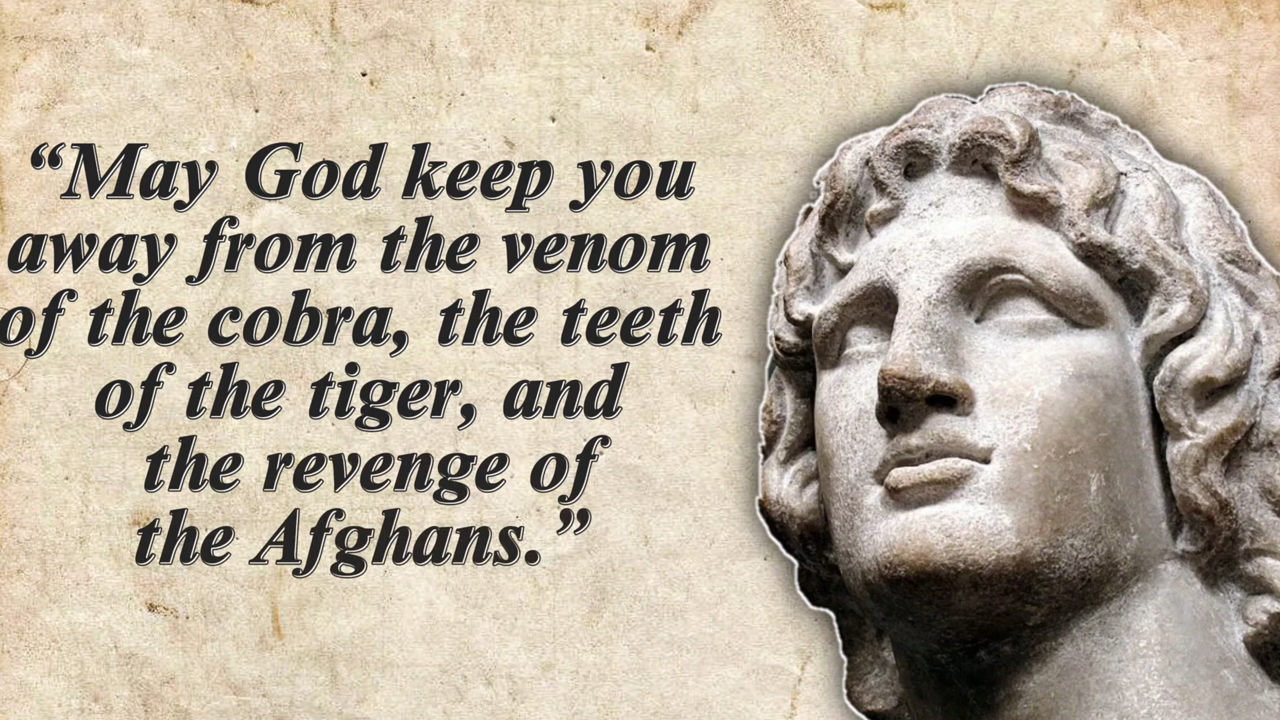 “May God keep you
away from the venom
of the cobra, the teeth
of the tiger, and
the revenge of
the Afghans.”